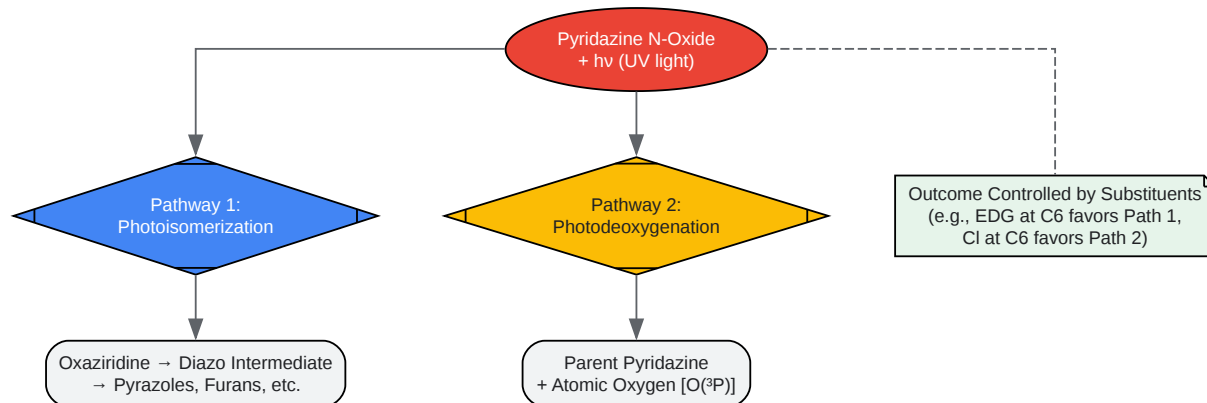 Pyridazine N-Oxide
+ hν (UV light)
Pathway 1:
Photoisomerization
Pathway 2:
Photodeoxygenation
Outcome Controlled by Substituents
(e.g., EDG at C6 favors Path 1,
Cl at C6 favors Path 2)
Oxaziridine → Diazo Intermediate
→ Pyrazoles, Furans, etc.
Parent Pyridazine
+ Atomic Oxygen [O(³P)]